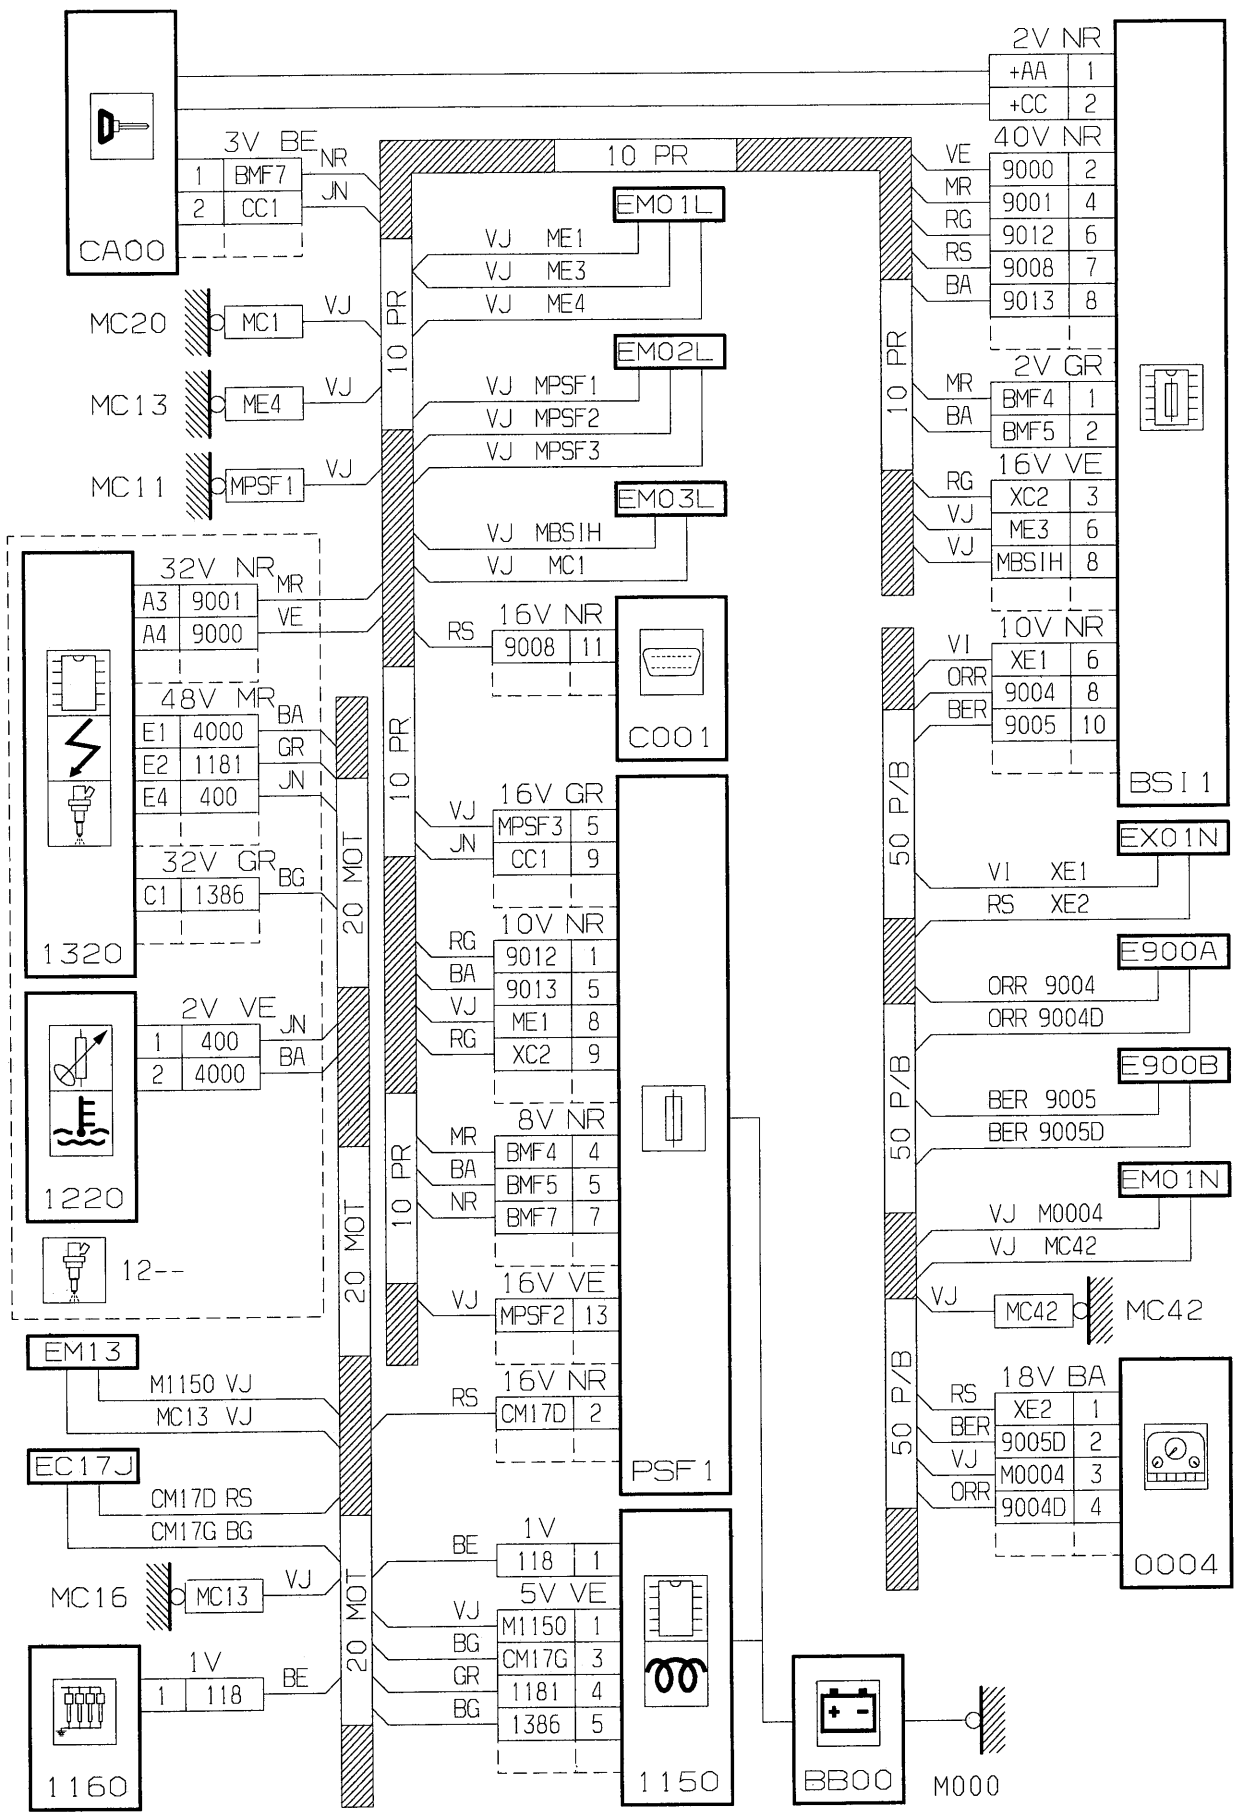 CA00
3V BE
1 BMF7 NR
2 CC1 JN
2V NR
+AA 1
+CC 2
40V NR
VE 9000 2
MR 9001 4
RG 9012 6
RS 9008 7
BA 9013 8
2V GR
MR BMF4 1
BA BMF5 2
16V VE
RG XC2 3
VJ ME3 6
VJ MBSIH 8
10V NR
VI XE1 6
ORR 9004 8
BER 9005 10
BSI1
10 PR
10 PR
10 PR
10 PR
10 PR
EM01L
VJ ME1
VJ ME3
VJ ME4
EM02L
VJ MPSF1
VJ MPSF2
VJ MPSF3
EM03L
VJ MBSIH
VJ MC1
MC20 MC1 VJ
MC13 ME4 VJ
MC11 MPSF1 VJ
32V NR
A3 9001 MR
A4 9000 VE
48V MR
E1 4000 BA
E2 1181 GR
E4 400 JN
32V GR
C1 1386 BG
1320
2V VE
1 400 JN
2 4000 BA
1220
12--
20 MOT
20 MOT
20 MOT
EM13
M1150 VJ
MC13 VJ
EC17J
CM17D RS
CM17G BG
MC16 MC13 VJ
1V
1 118 BE
1160
16V NR
RS 9008 11
C001
16V GR
VJ MPSF3 5
JN CC1 9
10V NR
RG 9012 1
BA 9013 5
VJ ME1 8
RG XC2 9
8V NR
MR BMF4 4
BA BMF5 5
NR BMF7 7
16V VE
VJ MPSF2 13
16V NR
RS CM17D 2
PSF1
1V
BE 118 1
5V VE
VJ M1150 1
BG CM17G 3
GR 1181 4
BG 1386 5
1150
BB00
+ -
M000
50 P/B
50 P/B
50 P/B
EX01N
VI XE1
RS XE2
E900A
ORR 9004
ORR 9004D
E900B
BER 9005
BER 9005D
EM01N
VJ M0004
VJ MC42
VJ MC42 MC42
18V BA
RS XE2 1
BER 9005D 2
VJ M0004 3
ORR 9004D 4
0004